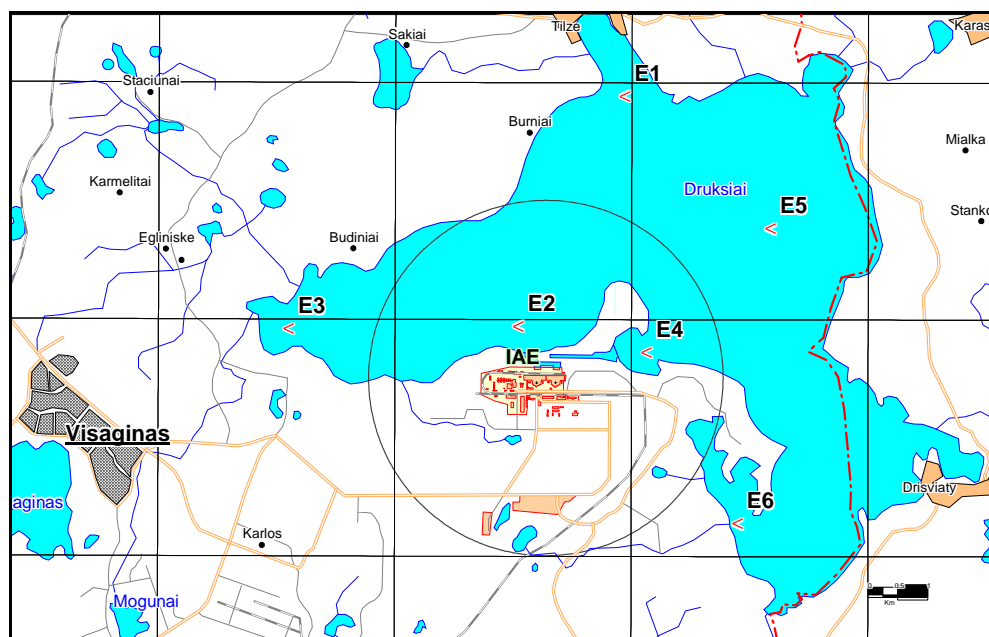 Tilze
Karas
Sakiai
E1
Staciunai
Burniai
Mialka
Karmelitai
Druksiai
E5
Stanko
Egliniske
Budiniai
E3
E2
E4
IAE
Visaginas
aginas
E6
Drisviaty
Karlos
0 0,5 1
Km
Mogunai